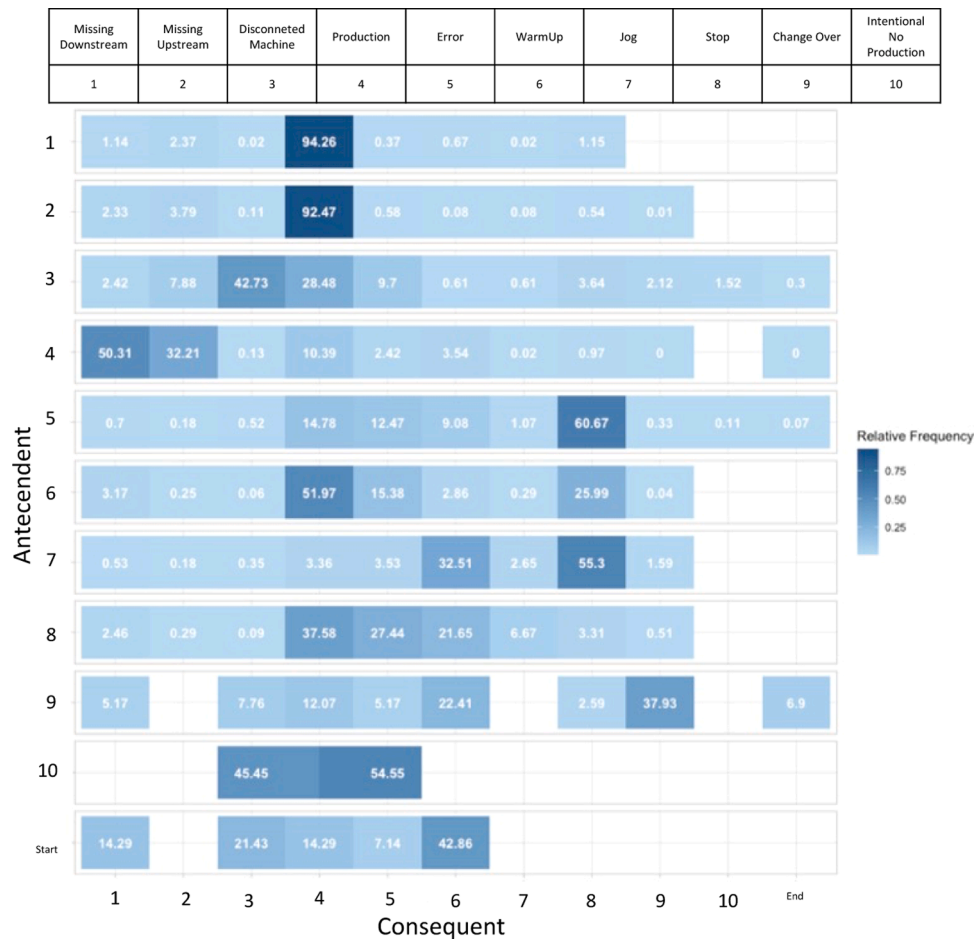 Missing Downstream Missing Upstream Disconneted Machine Production Error WarmUp Jog Stop Change Over Intentional No Production
1 2 3 4 5 6 7 8 9 10
1 1.14 2.37 0.02 94.26 0.37 0.67 0.02 1.15
2 2.33 3.79 0.11 92.47 0.58 0.08 0.08 0.54 0.01
3 2.42 7.88 42.73 28.48 9.7 0.61 0.61 3.64 2.12 1.52 0.3
4 50.31 32.21 0.13 10.39 2.42 3.54 0.02 0.97 0 0
5 0.7 0.18 0.52 14.78 12.47 9.08 1.07 60.67 0.33 0.11 0.07
Relative Frequency
0.75
0.50
0.25
6 3.17 0.25 0.06 51.97 15.38 2.86 0.29 25.99 0.04
Antecendent
7 0.53 0.18 0.35 3.36 3.53 32.51 2.65 55.3 1.59
8 2.46 0.29 0.09 37.58 27.44 21.65 6.67 3.31 0.51
9 5.17 7.76 12.07 5.17 22.41 2.59 37.93 6.9
10 45.45 54.55
Start 14.29 21.43 14.29 7.14 42.86
1 2 3 4 5 6 7 8 9 10 End
Consequent